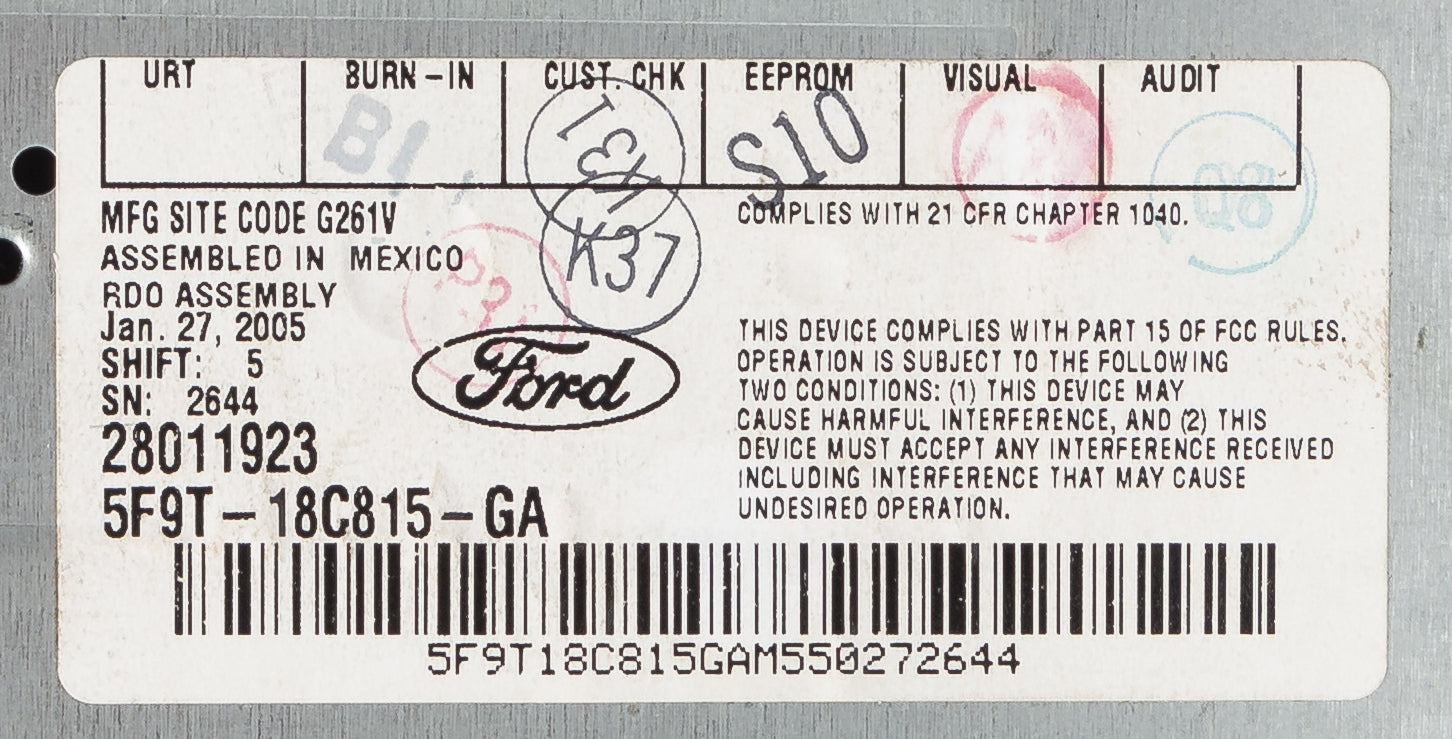 URT BURN-IN CUST. CHK EEPROM VISUAL AUDIT
B1 K31 S10 Q8
K37
MFG SITE CODE G261V
ASSEMBLED IN MEXICO
RDO ASSEMBLY
Jan. 27, 2005
SHIFT: 5
SN: 2644
28011923
5F9T-18C815-GA
Ford
COMPLIES WITH 21 CFR CHAPTER 1040.
THIS DEVICE COMPLIES WITH PART 15 OF FCC RULES.
OPERATION IS SUBJECT TO THE FOLLOWING
TWO CONDITIONS: (1) THIS DEVICE MAY
CAUSE HARMFUL INTERFERENCE, AND (2) THIS
DEVICE MUST ACCEPT ANY INTERFERENCE RECEIVED
INCLUDING INTERFERENCE THAT MAY CAUSE
UNDESIRED OPERATION.
5F9T18C815GAM550272644